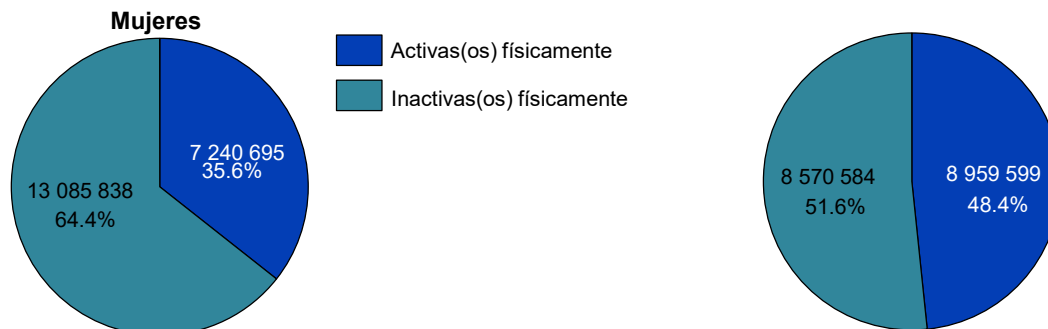 Mujeres
Activas(os) físicamente
Inactivas(os) físicamente
7 240 695
35.6%
13 085 838
64.4%
8 570 584
51.6%
8 959 599
48.4%